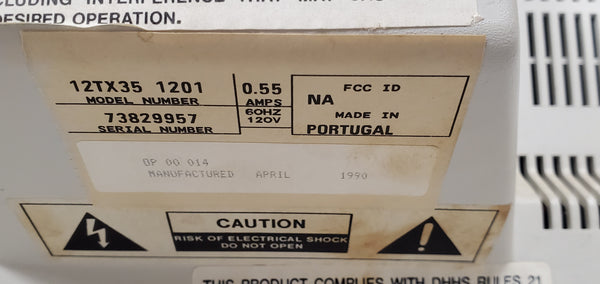 DESIRED OPERATION.
12TX35 1201
MODEL NUMBER
73829957
SERIAL NUMBER
0.55
AMPS
60HZ
120V
FCC ID
NA
MADE IN
PORTUGAL
BP 00 014
MANUFACTURED APRIL 1990
CAUTION
RISK OF ELECTRICAL SHOCK
DO NOT OPEN
THIS PRODUCT COMPLIES WITH DHHS RULES 21